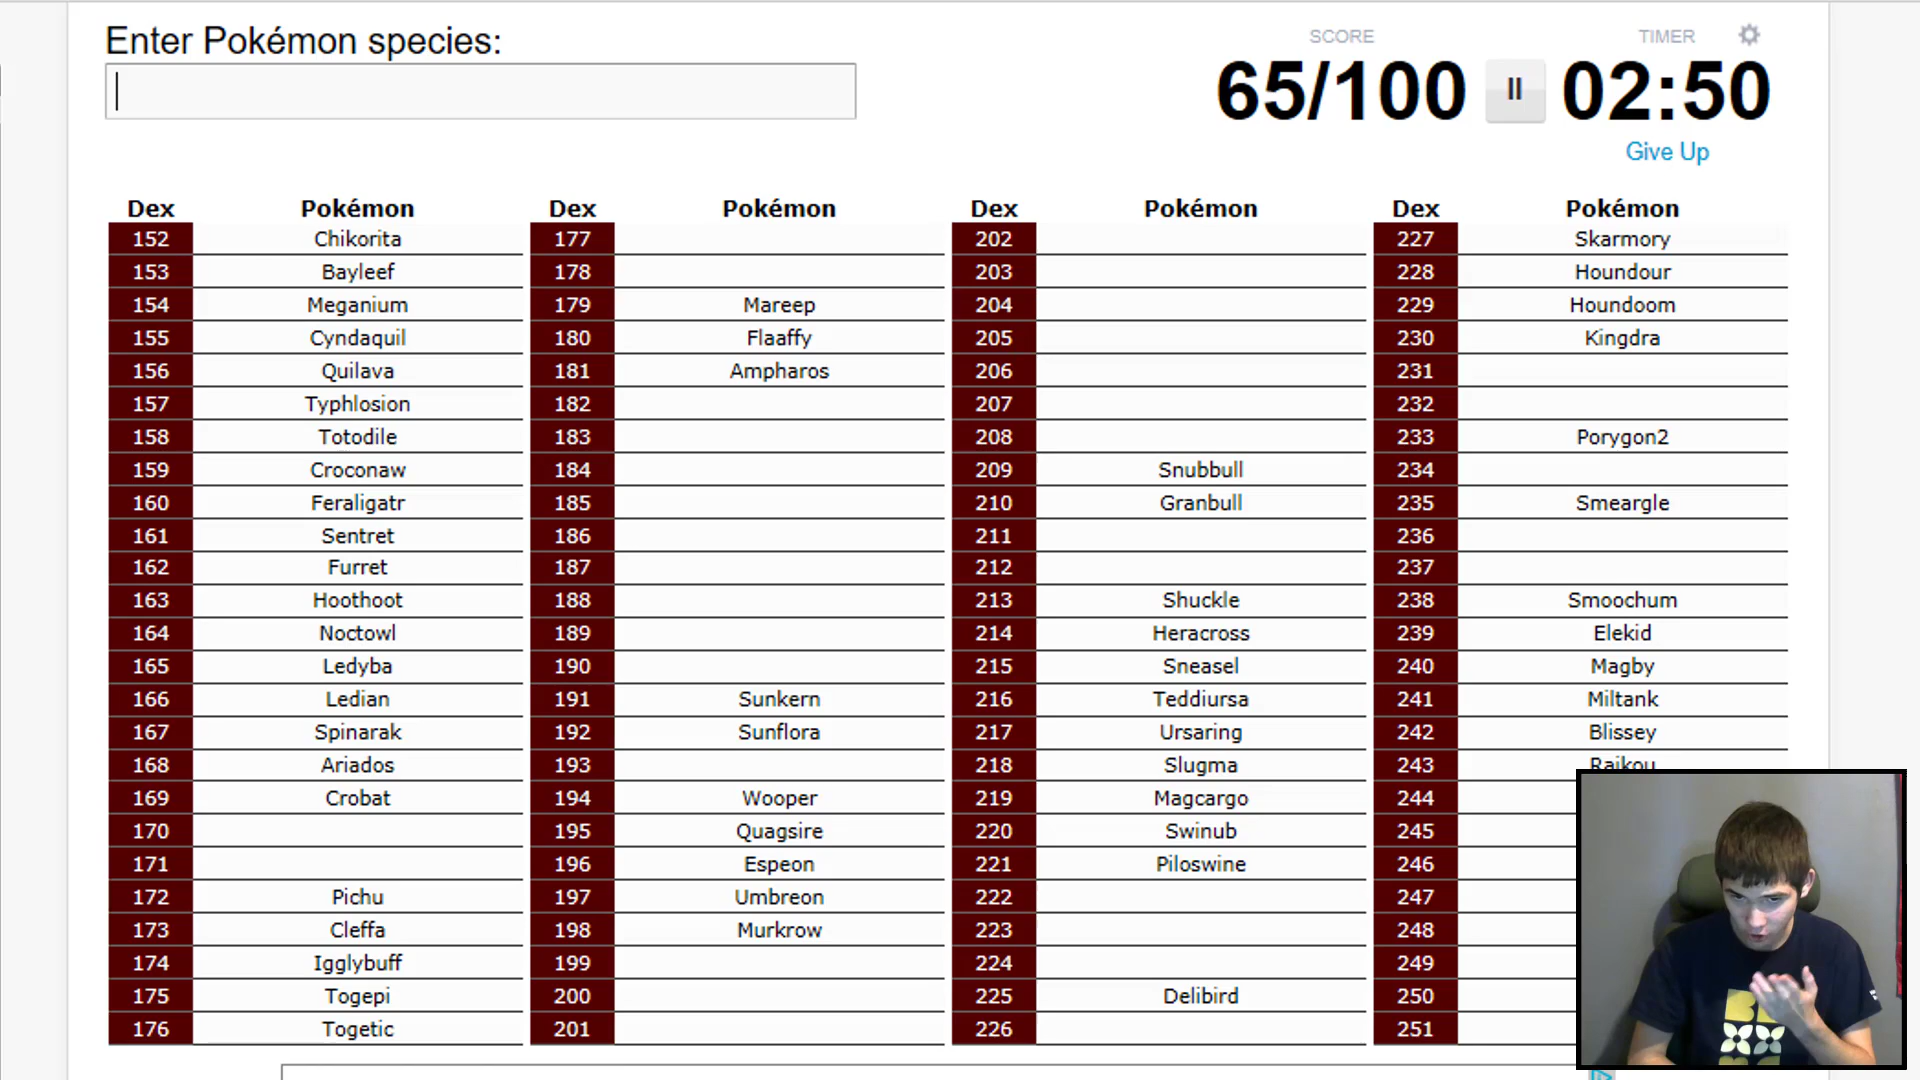 Enter Pokémon species:
SCORE
TIMER
65/100
02:50
Give Up
Dex Pokémon Dex Pokémon Dex Pokémon Dex Pokémon
152 Chikorita 177 202 227 Skarmory
153 Bayleef 178 203 228 Houndour
154 Meganium 179 Mareep 204 229 Houndoom
155 Cyndaquil 180 Flaaffy 205 230 Kingdra
156 Quilava 181 Ampharos 206 231
157 Typhlosion 182 207 232
158 Totodile 183 208 233 Porygon2
159 Croconaw 184 209 Snubbull 234
160 Feraligatr 185 210 Granbull 235 Smeargle
161 Sentret 186 211 236
162 Furret 187 212 237
163 Hoothoot 188 213 Shuckle 238 Smoochum
164 Noctowl 189 214 Heracross 239 Elekid
165 Ledyba 190 215 Sneasel 240 Magby
166 Ledian 191 Sunkern 216 Teddiursa 241 Miltank
167 Spinarak 192 Sunflora 217 Ursaring 242 Blissey
168 Ariados 193 218 Slugma 243 Raikou
169 Crobat 194 Wooper 219 Magcargo 244
170 195 Quagsire 220 Swinub 245
171 196 Espeon 221 Piloswine 246
172 Pichu 197 Umbreon 222 247
173 Cleffa 198 Murkrow 223 248
174 Igglybuff 199 224 249
175 Togepi 200 225 Delibird 250
176 Togetic 201 226 251